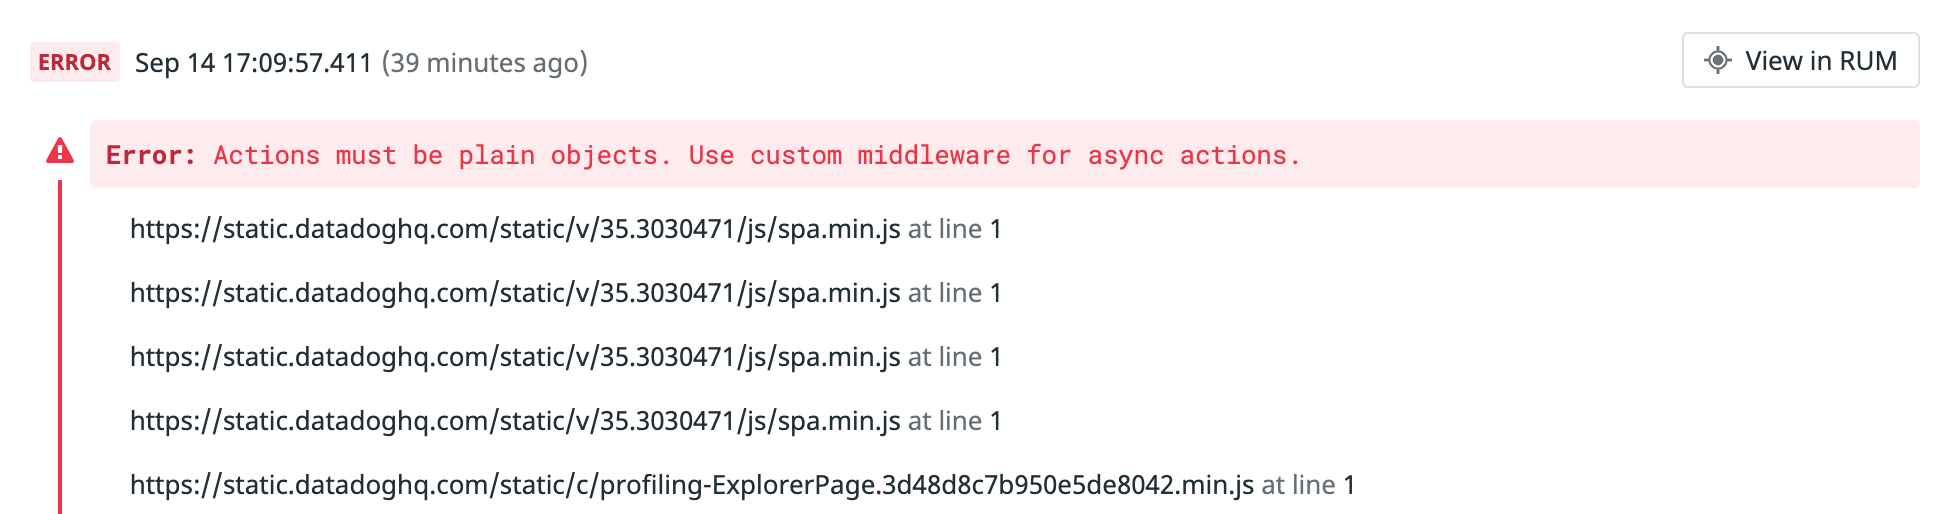 ERROR Sep 14 17:09:57.411 (39 minutes ago) View in RUM
Error: Actions must be plain objects. Use custom middleware for async actions.
https://static.datadoghq.com/static/v/35.3030471/js/spa.min.js at line 1
https://static.datadoghq.com/static/v/35.3030471/js/spa.min.js at line 1
https://static.datadoghq.com/static/v/35.3030471/js/spa.min.js at line 1
https://static.datadoghq.com/static/v/35.3030471/js/spa.min.js at line 1
https://static.datadoghq.com/static/c/profiling-ExplorerPage.3d48d8c7b950e5de8042.min.js at line 1